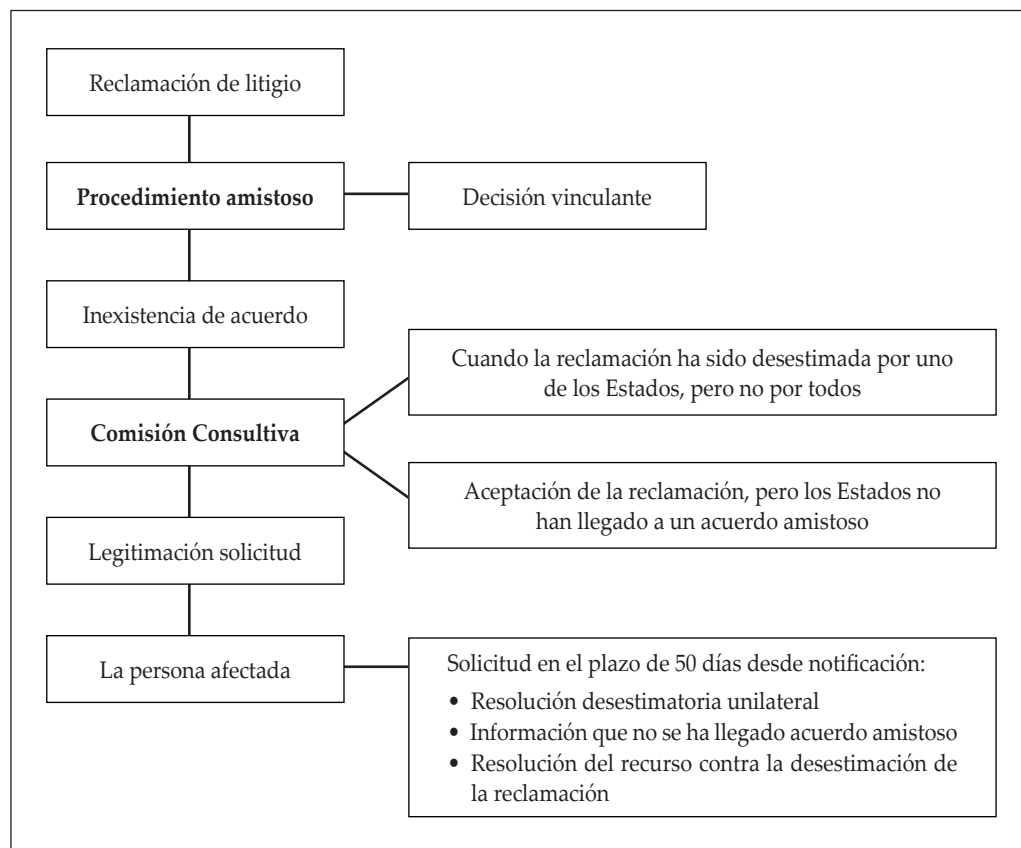 Reclamación de litigio
Procedimiento amistoso
Decisión vinculante
Inexistencia de acuerdo
Cuando la reclamación ha sido desestimada por uno
de los Estados, pero no por todos
Comisión Consultiva
Aceptación de la reclamación, pero los Estados no
han llegado a un acuerdo amistoso
Legitimación solicitud
La persona afectada
Solicitud en el plazo de 50 días desde notificación:
• Resolución desestimatoria unilateral
• Información que no se ha llegado acuerdo amistoso
• Resolución del recurso contra la desestimación de
la reclamación